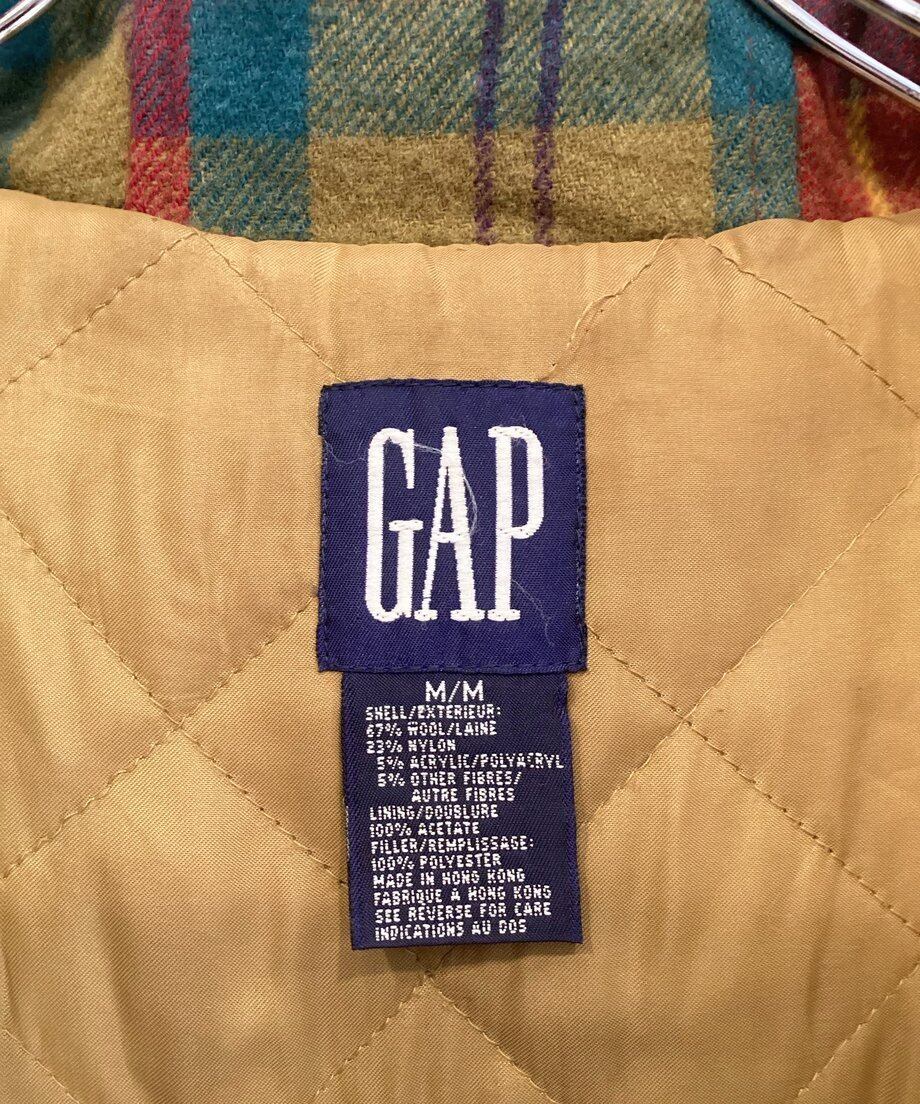 GAP
M/M
SHELL/EXTERIEUR:
67% WOOL/LAINE
23% NYLON
5% ACRYLIC/POLYACRYL
5% OTHER FIBRES/
AUTRE FIBRES
LINING/DOUBLURE
100% ACETATE
FILLER/REMPLISSAGE:
100% POLYESTER
MADE IN HONG KONG
FABRIQUE A HONG KONG
SEE REVERSE FOR CARE
INDICATIONS AU DOS